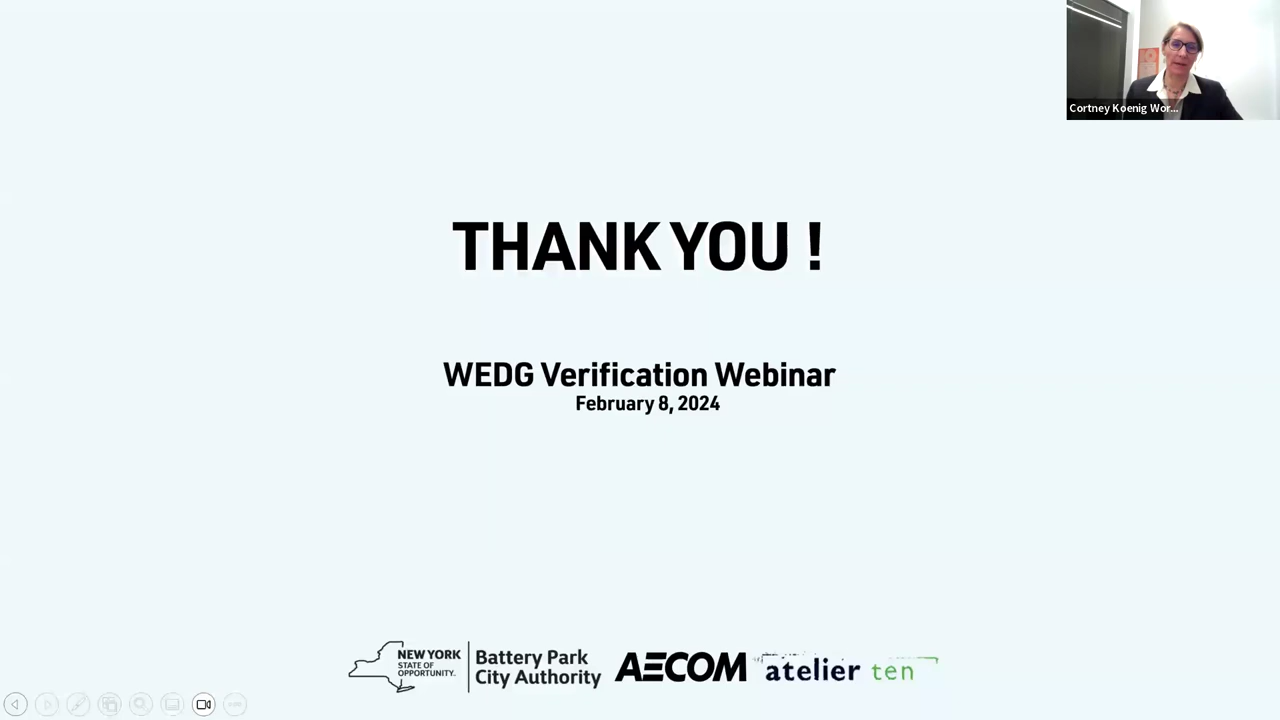 Cortney Koenig Wor...
THANK YOU !
WEDG Verification Webinar
February 8, 2024
NEW YORK
STATE OF
OPPORTUNITY.
Battery Park
City Authority
AECOM
atelier ten